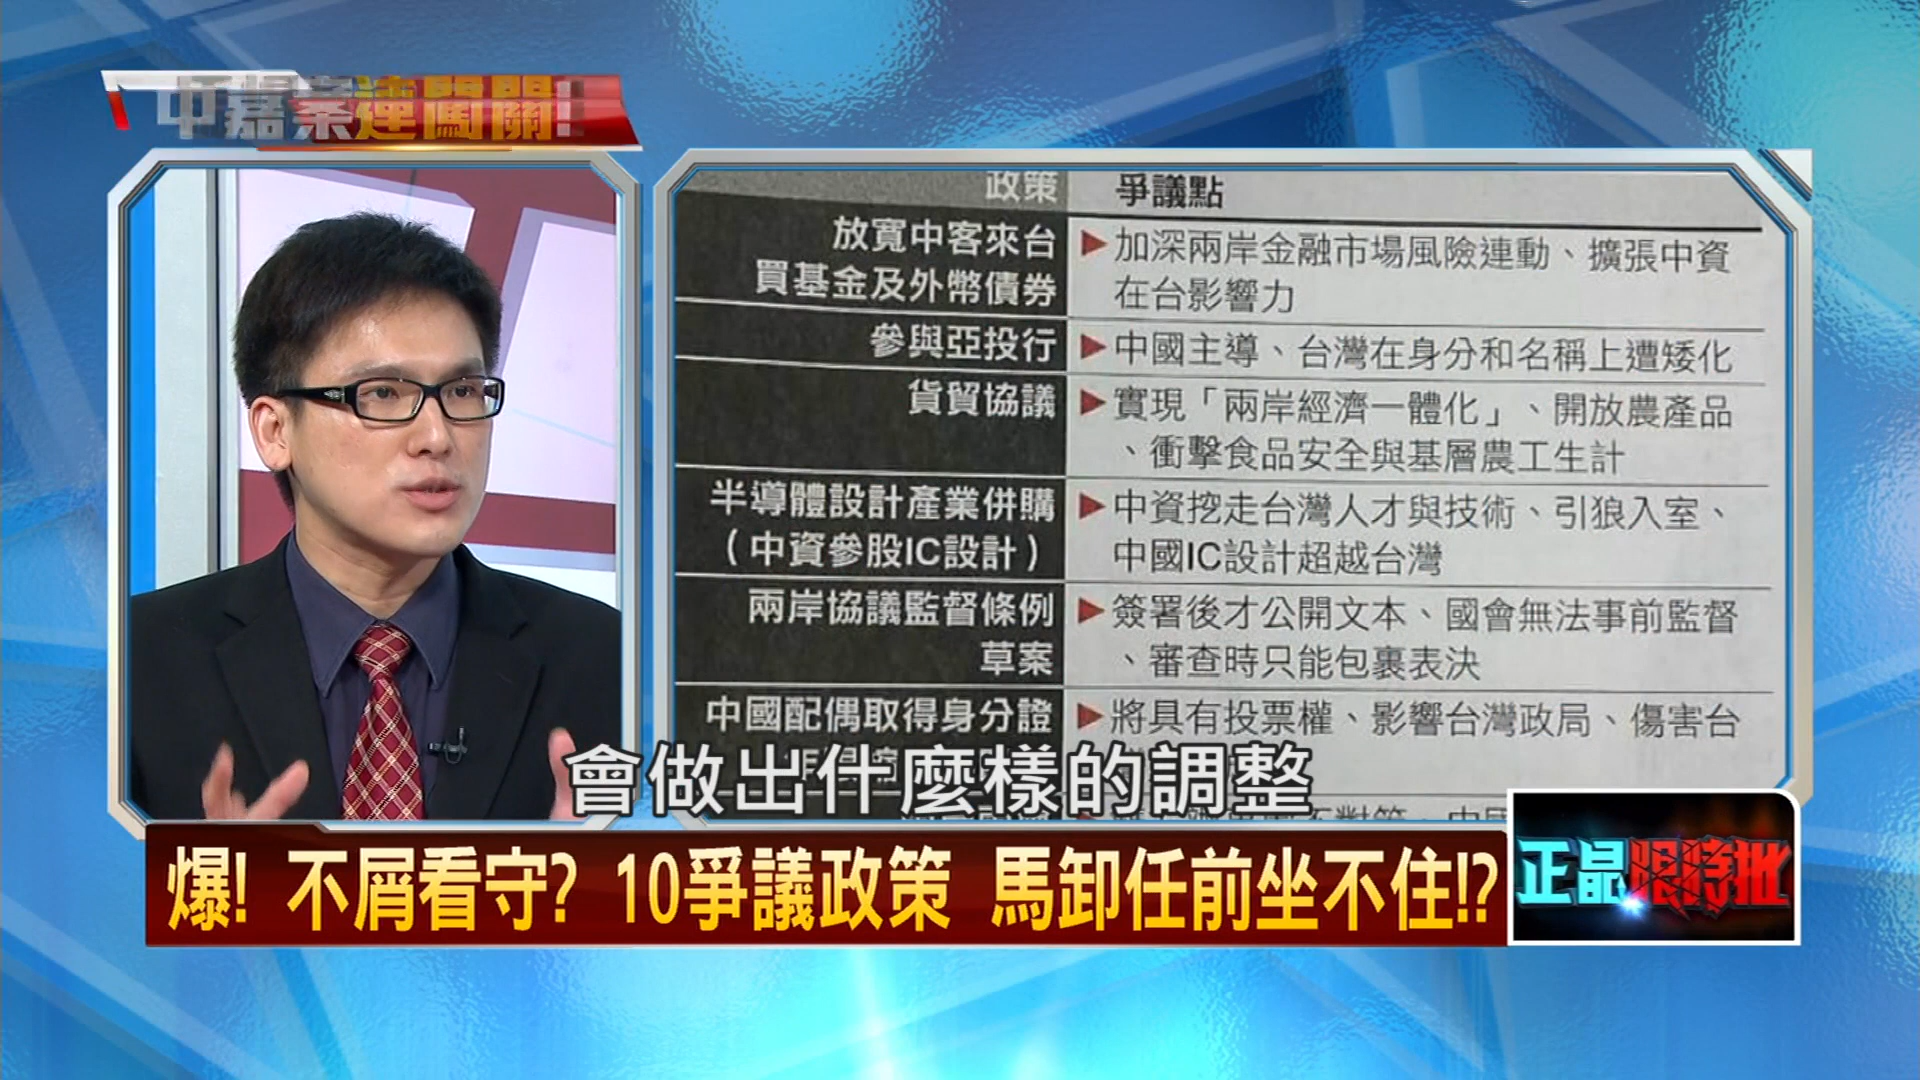 中嘉案連闖關!
政策
爭議點
放寬中客來台
買基金及外幣債券
加深兩岸金融市場風險連動、擴張中資
在台影響力
參與亞投行
中國主導、台灣在身分和名稱上遭矮化
貨貿協議
實現「兩岸經濟一體化」、開放農產品
、衝擊食品安全與基層農工生計
半導體設計產業併購
(中資參股IC設計)
中資挖走台灣人才與技術、引狼入室、
中國IC設計超越台灣
兩岸協議監督條例
草案
簽署後才公開文本、國會無法事前監督
、審查時只能包裹表決
中國配偶取得身分證
將具有投票權、影響台灣政局、傷害台
會做出什麼樣的調整
爆! 不屑看守? 10爭議政策 馬卸任前坐不住!?
正晶限時批